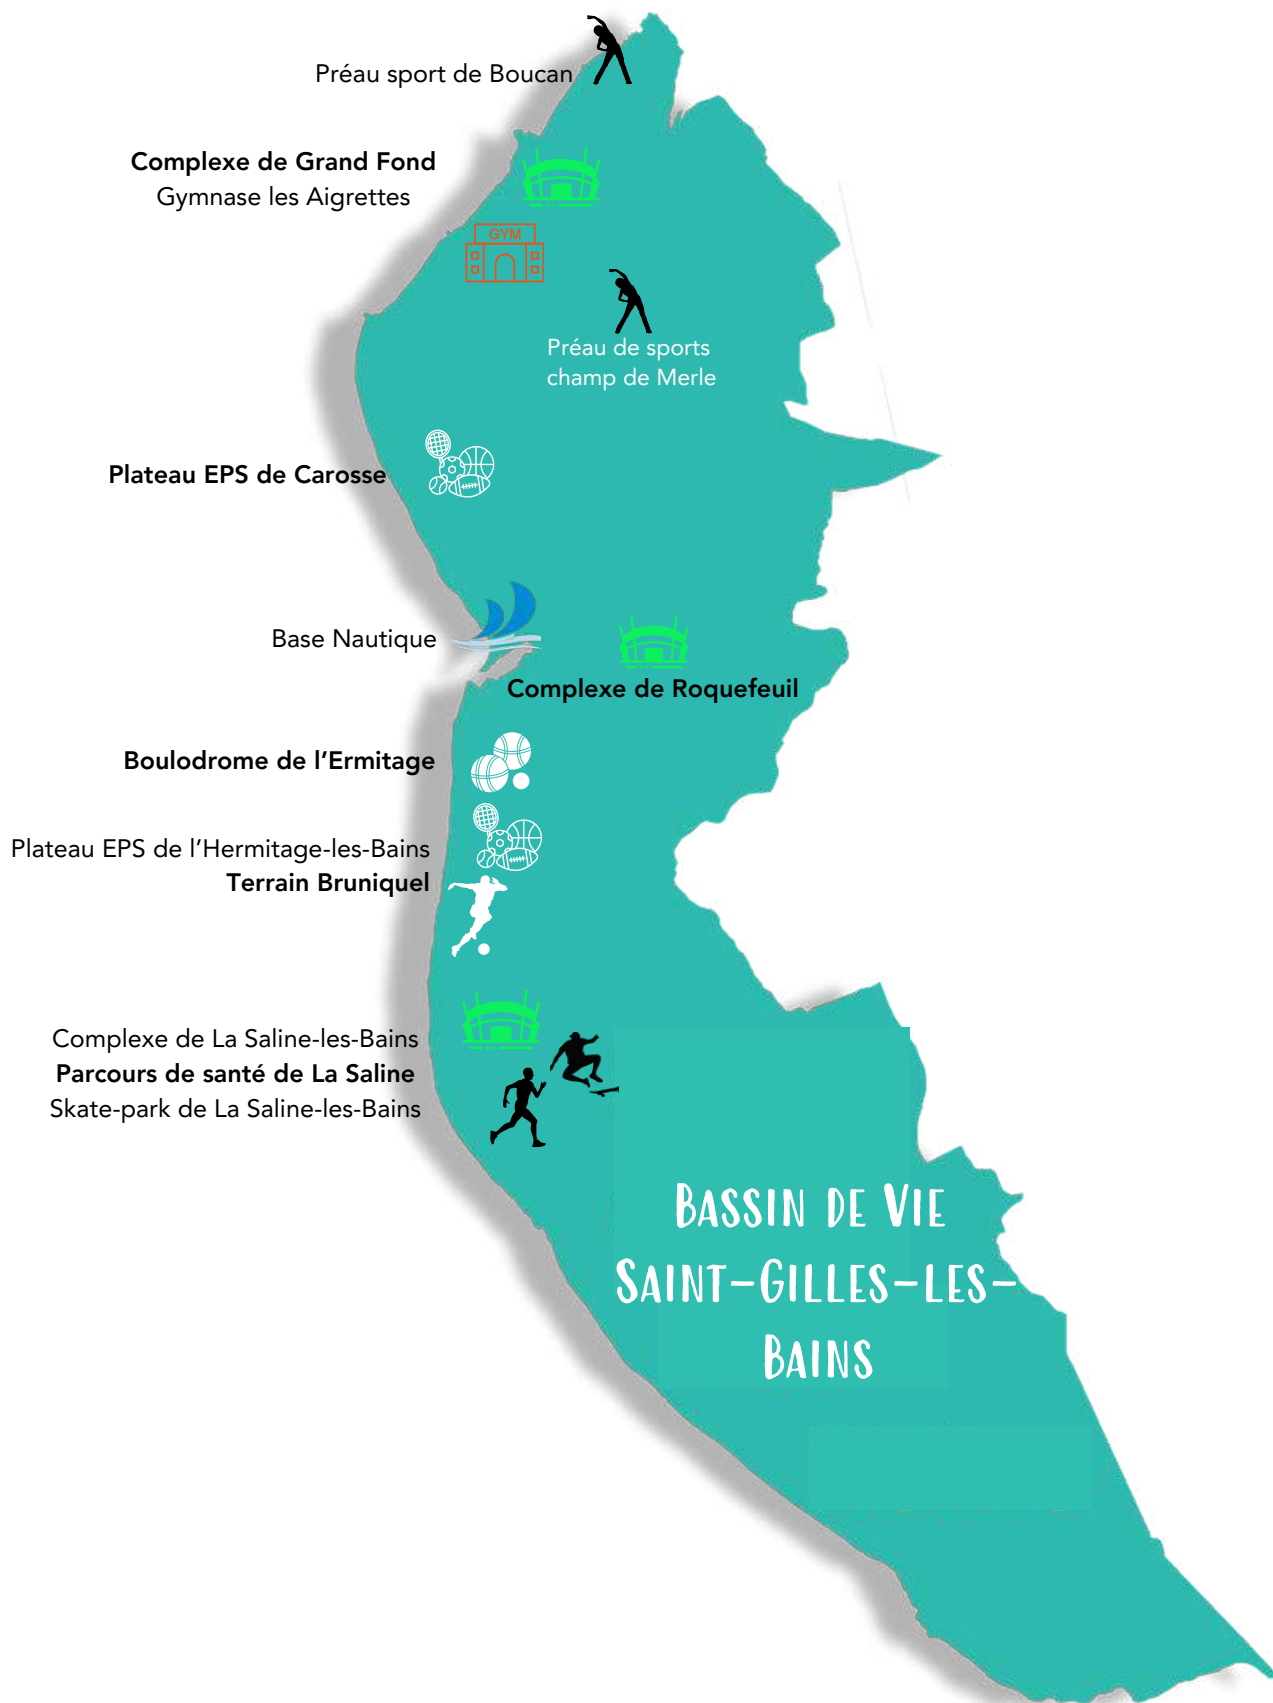 Préau sport de Boucan
Complexe de Grand Fond
Gymnase les Aigrettes
GYM
Préau de sports
champ de Merle
Plateau EPS de Carosse
Base Nautique
Complexe de Roquefeuil
Boulodrome de l'Ermitage
Plateau EPS de l'Hermitage-les-Bains
Terrain Bruniquel
Complexe de La Saline-les-Bains
Parcours de santé de La Saline
Skate-park de La Saline-les-Bains
BASSIN DE VIE
SAINT-GILLES-LES-
BAINS